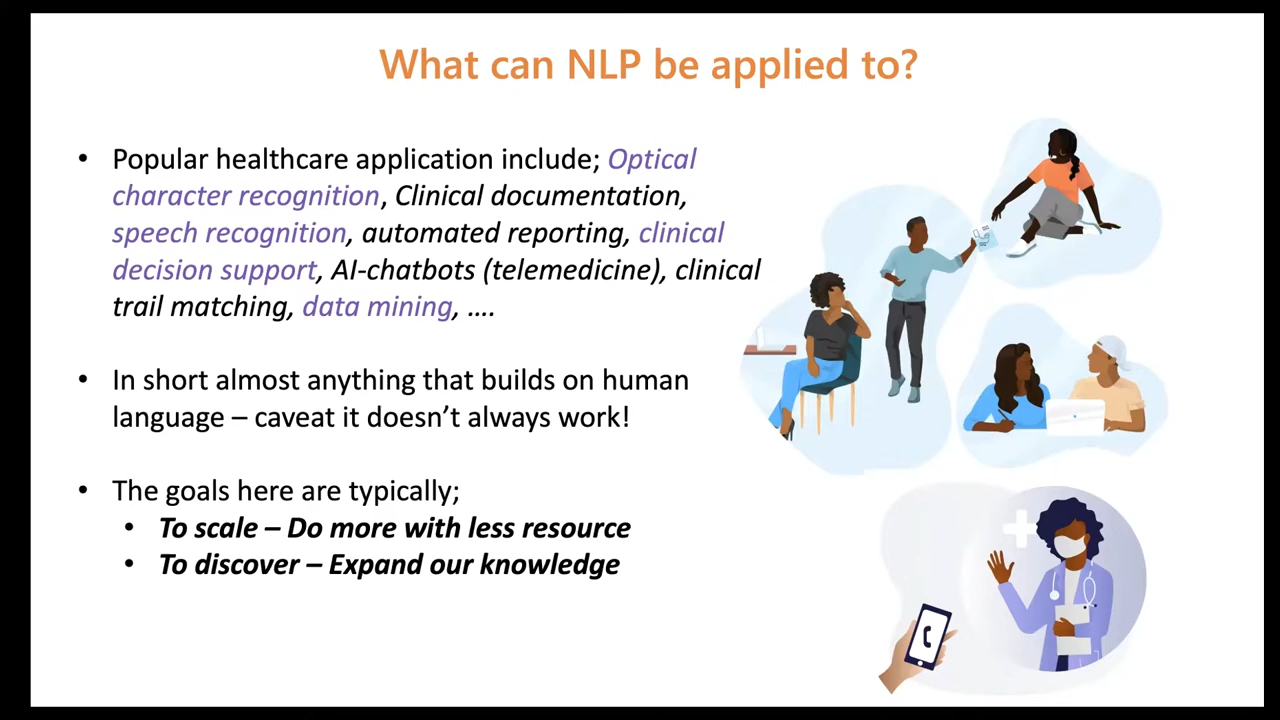 What can NLP be applied to?
• Popular healthcare application include; Optical
character recognition, Clinical documentation,
speech recognition, automated reporting, clinical
decision support, AI-chatbots (telemedicine), clinical
trail matching, data mining, ....
• In short almost anything that builds on human
language – caveat it doesn’t always work!
• The goals here are typically;
• To scale – Do more with less resource
• To discover – Expand our knowledge